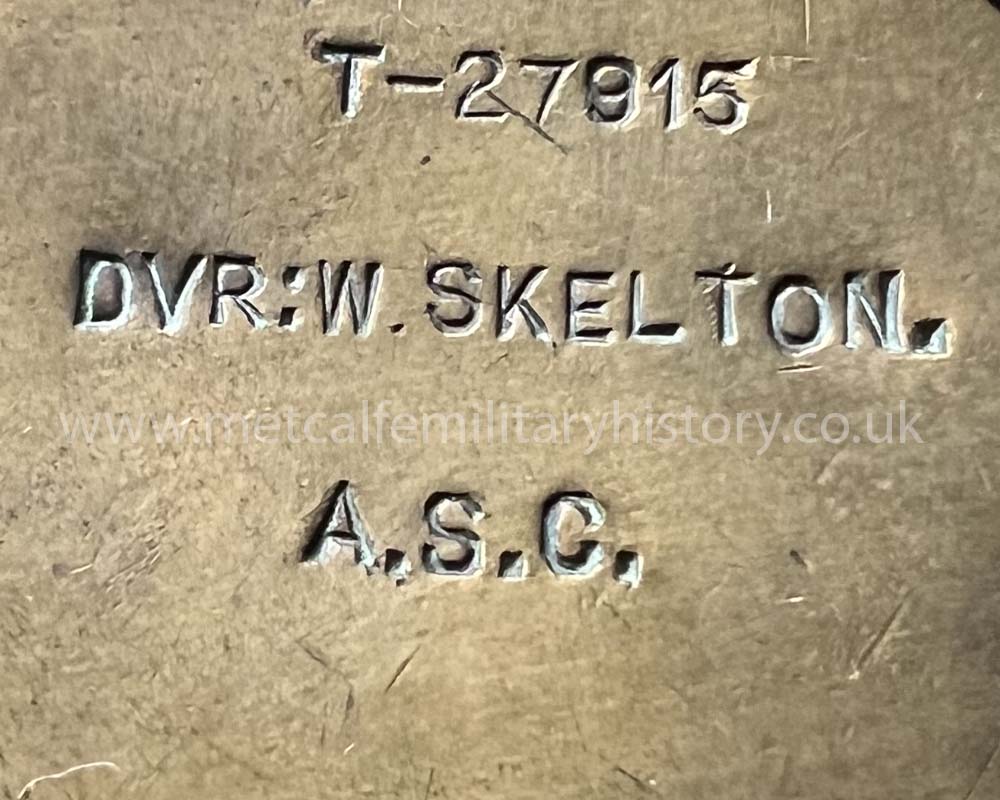 T-27915
DVR:W. SKELTON.
www.metcalfemilitaryhistory.co.uk
A.S.C.